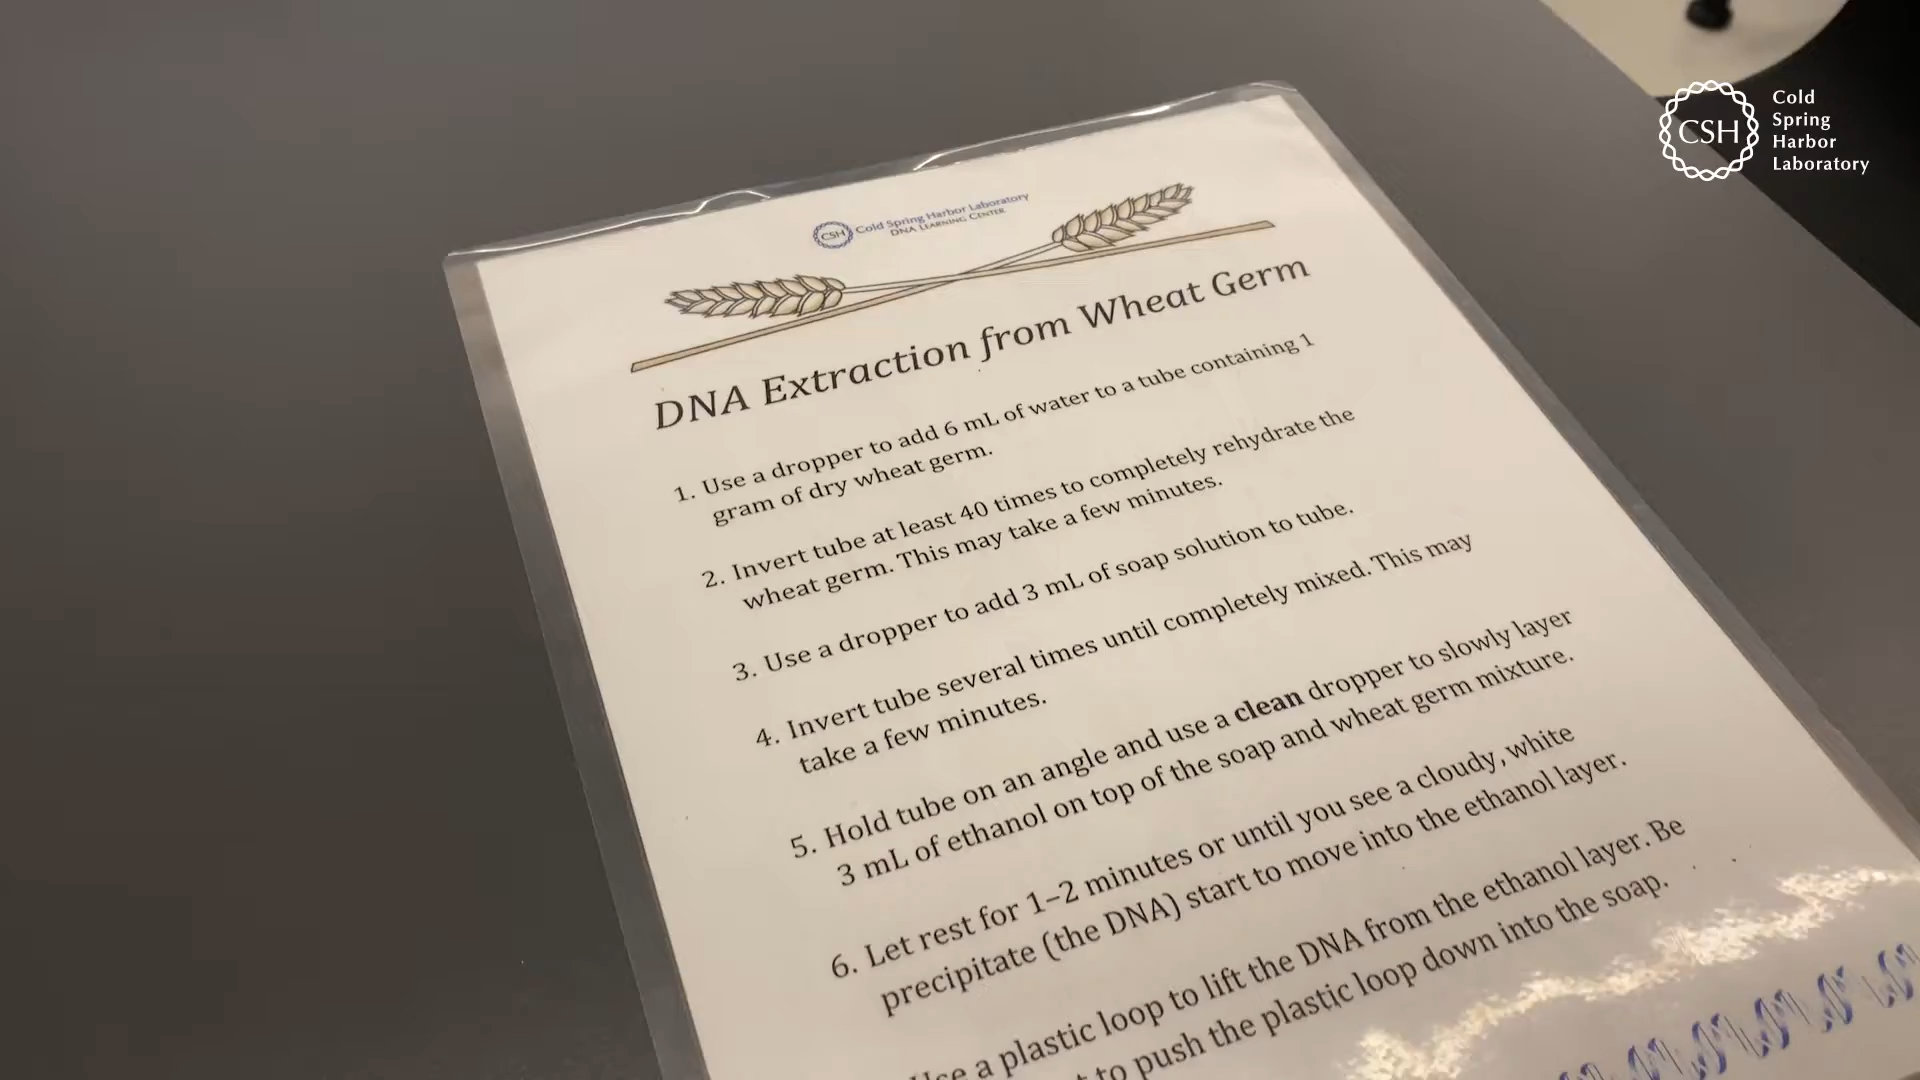 CSH
Cold
Spring
Harbor
Laboratory
CSH
Cold Spring Harbor Laboratory
DNA LEARNING CENTER
DNA Extraction from Wheat Germ
1. Use a dropper to add 6 mL of water to a tube containing 1
gram of dry wheat germ.
2. Invert tube at least 40 times to completely rehydrate the
wheat germ. This may take a few minutes.
3. Use a dropper to add 3 mL of soap solution to tube.
4. Invert tube several times until completely mixed. This may
take a few minutes.
5. Hold tube on an angle and use a clean dropper to slowly layer
3 mL of ethanol on top of the soap and wheat germ mixture.
6. Let rest for 1–2 minutes or until you see a cloudy, white
precipitate (the DNA) start to move into the ethanol layer.
Use a plastic loop to lift the DNA from the ethanol layer. Be
to push the plastic loop down into the soap.